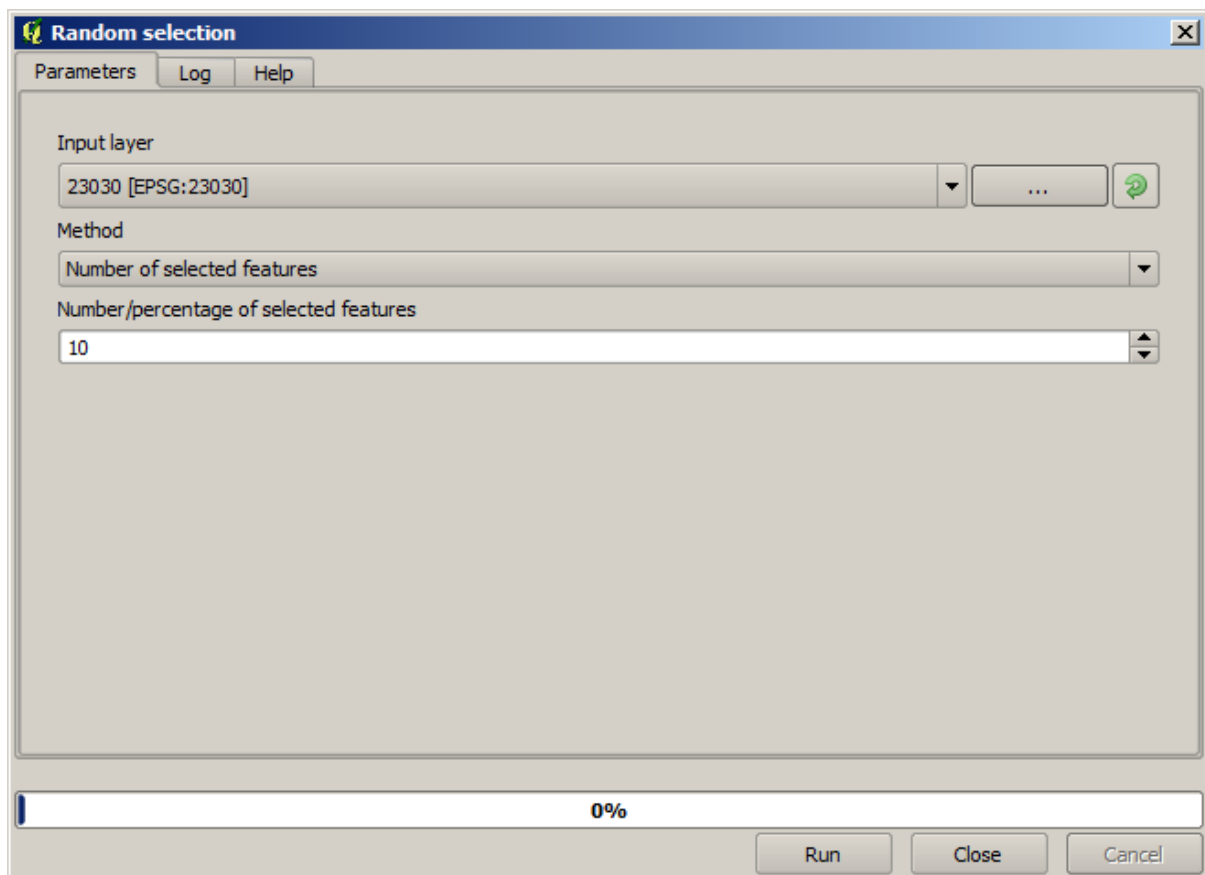 Random selection
Parameters Log Help
Input layer
23030 [EPSG:23030]
...
Method
Number of selected features
Number/percentage of selected features
10
0%
Run Close Cancel